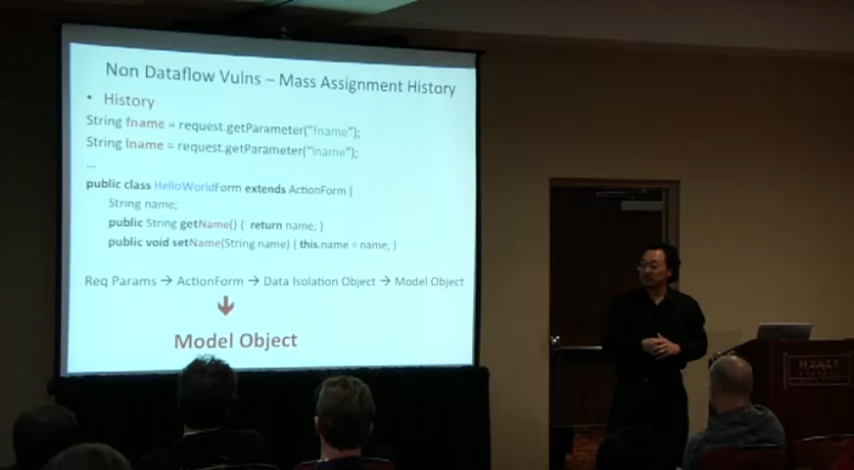 Non Dataflow Vulns – Mass Assignment History
• History
String fname = request.getParameter("fname");
String lname = request.getParameter("lname");
...
public class HelloWorldForm extends ActionForm {
String name;
public String getName() { return name; }
public void setName(String name) { this.name = name; }
Req Params → ActionForm → Data Isolation Object → Model Object
Model Object
HYATT